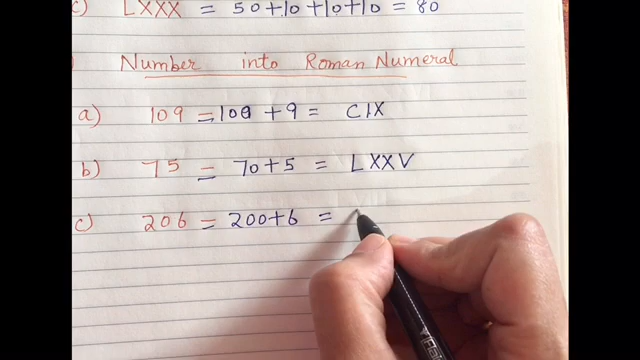 c) LXXX = 50+10+10+10 = 80
) Number into Roman Numeral
a) 109 = 100 + 9 = CIX
b) 75 = 70+5 = LXXV
c) 206 = 200+6 =